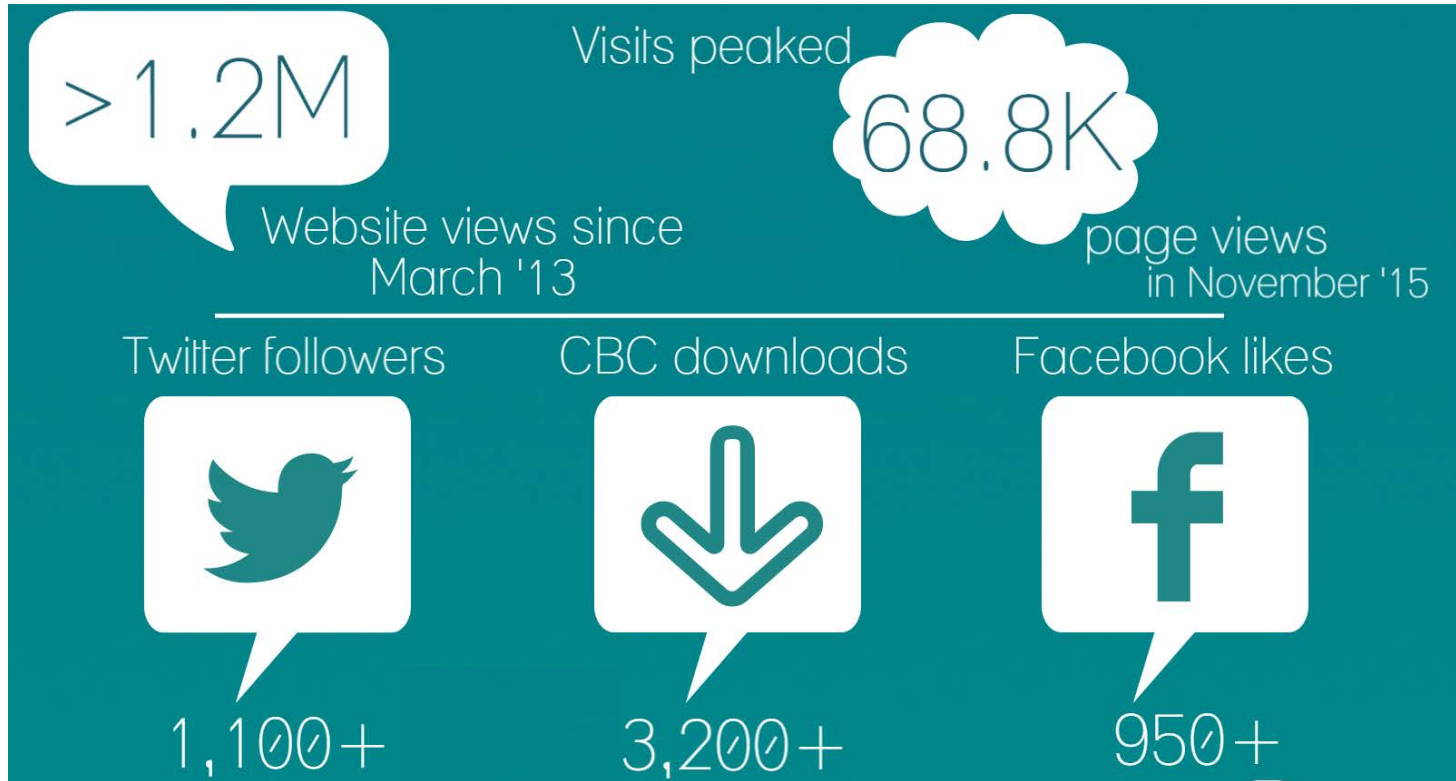 >1.2M
Website views since
March '13
Visits peaked
68.8K
page views
in November '15
Twitter followers
1,100+
CBC downloads
3,200+
Facebook likes
950+